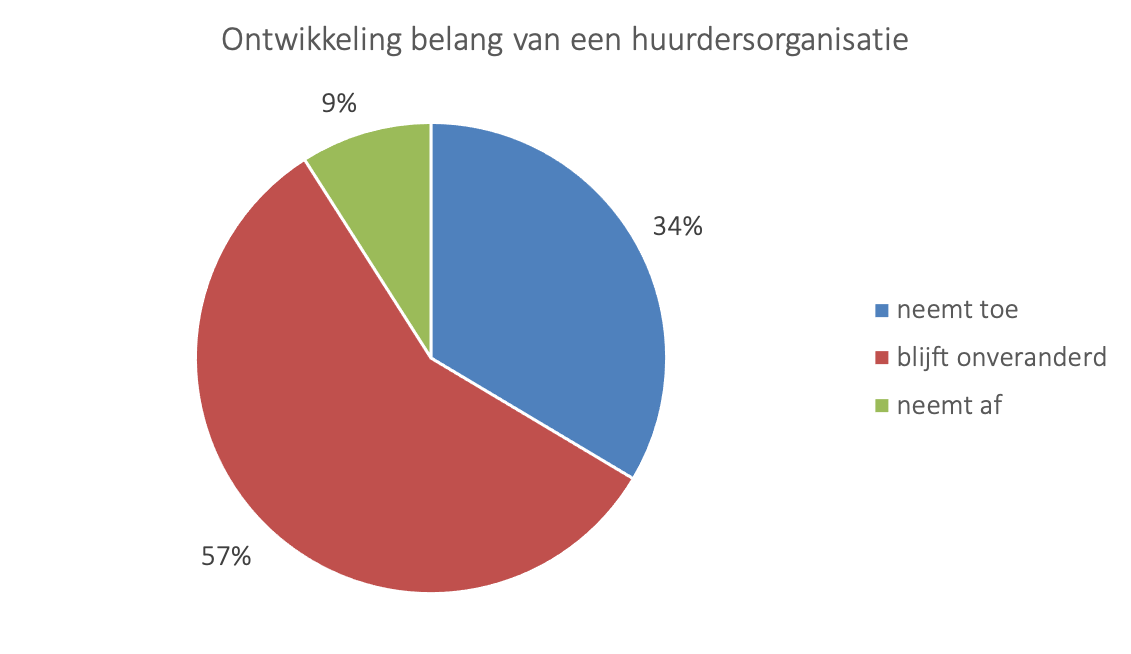 Ontwikkeling belang van een huurdersorganisatie
9%
34%
57%
neemt toe
blijft onveranderd
neemt af